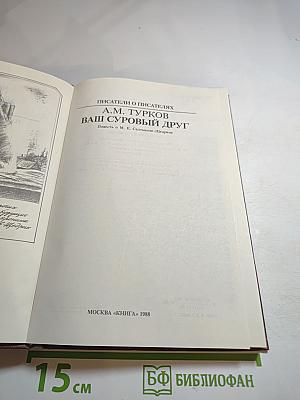 ПИСАТЕЛИ О ПИСАТЕЛЯХ
А.М. ТУРКОВ
ВАШ СУРОВЫЙ ДРУГ
Повесть о М. Е. Салтыкове-Щедрине
МОСКВА «КНИГА» 1988
15 см
БФ БИБЛИОФАН